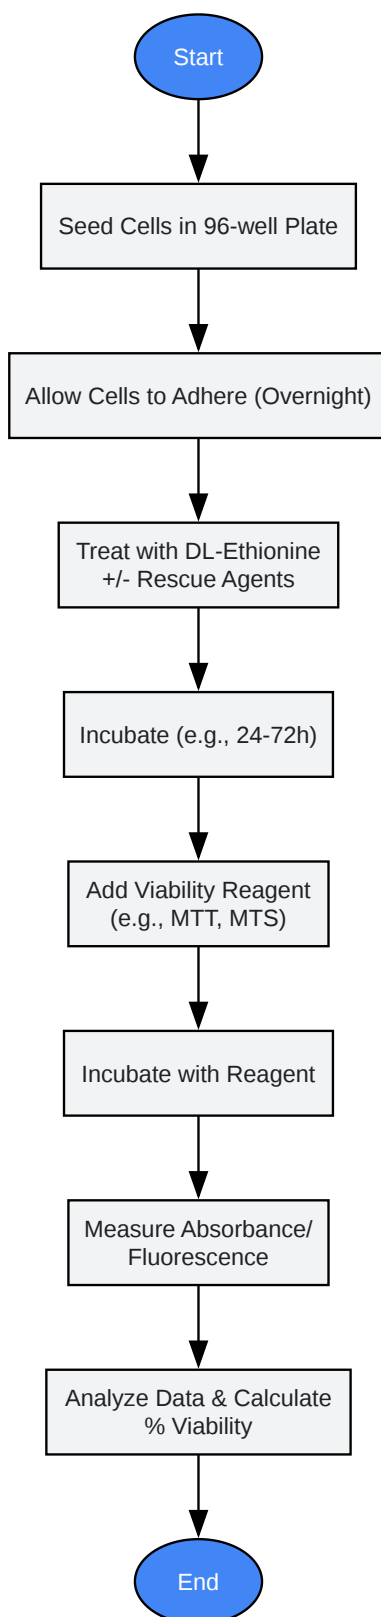 Start
Seed Cells in 96-well Plate
Allow Cells to Adhere (Overnight)
Treat with DL-Ethionine
+/- Rescue Agents
Incubate (e.g., 24-72h)
Add Viability Reagent
(e.g., MTT, MTS)
Incubate with Reagent
Measure Absorbance/
Fluorescence
Analyze Data & Calculate
% Viability
End